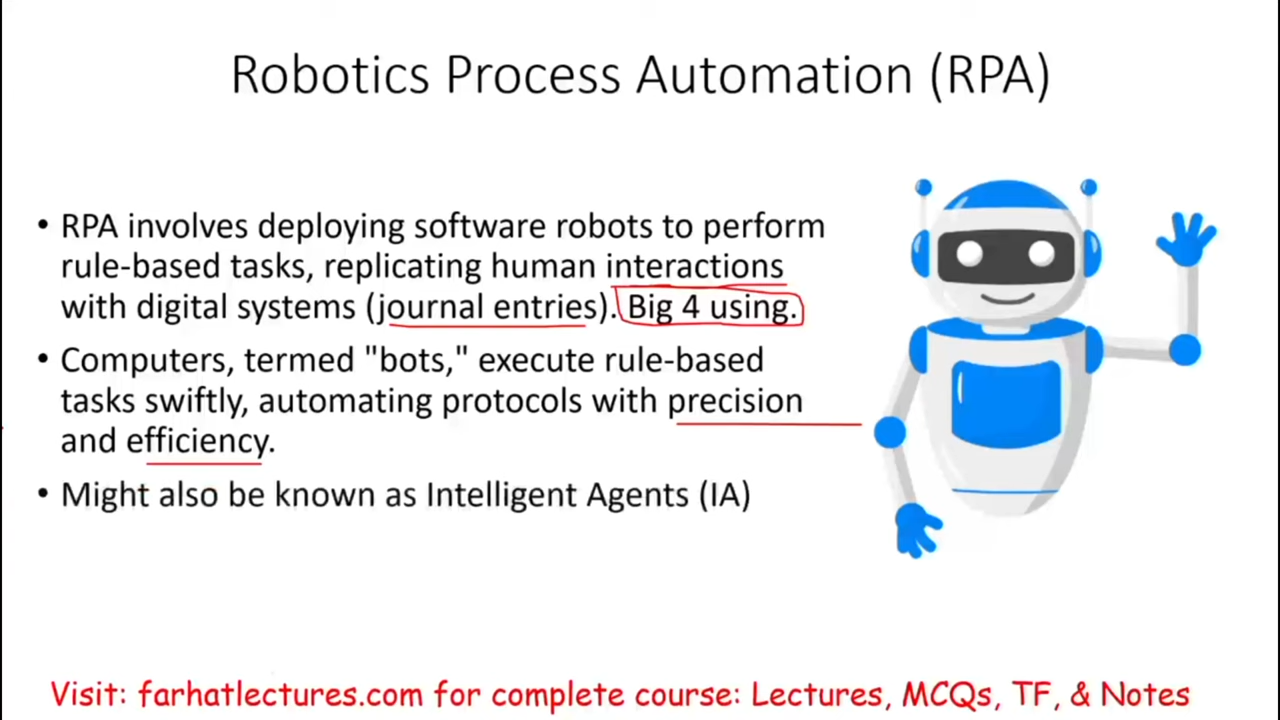 Robotics Process Automation (RPA)
• RPA involves deploying software robots to perform
rule-based tasks, replicating human interactions
with digital systems (journal entries). Big 4 using.
• Computers, termed "bots," execute rule-based
tasks swiftly, automating protocols with precision
and efficiency.
• Might also be known as Intelligent Agents (IA)
Visit: farhatlectures.com for complete course: Lectures, MCQs, TF, & Notes